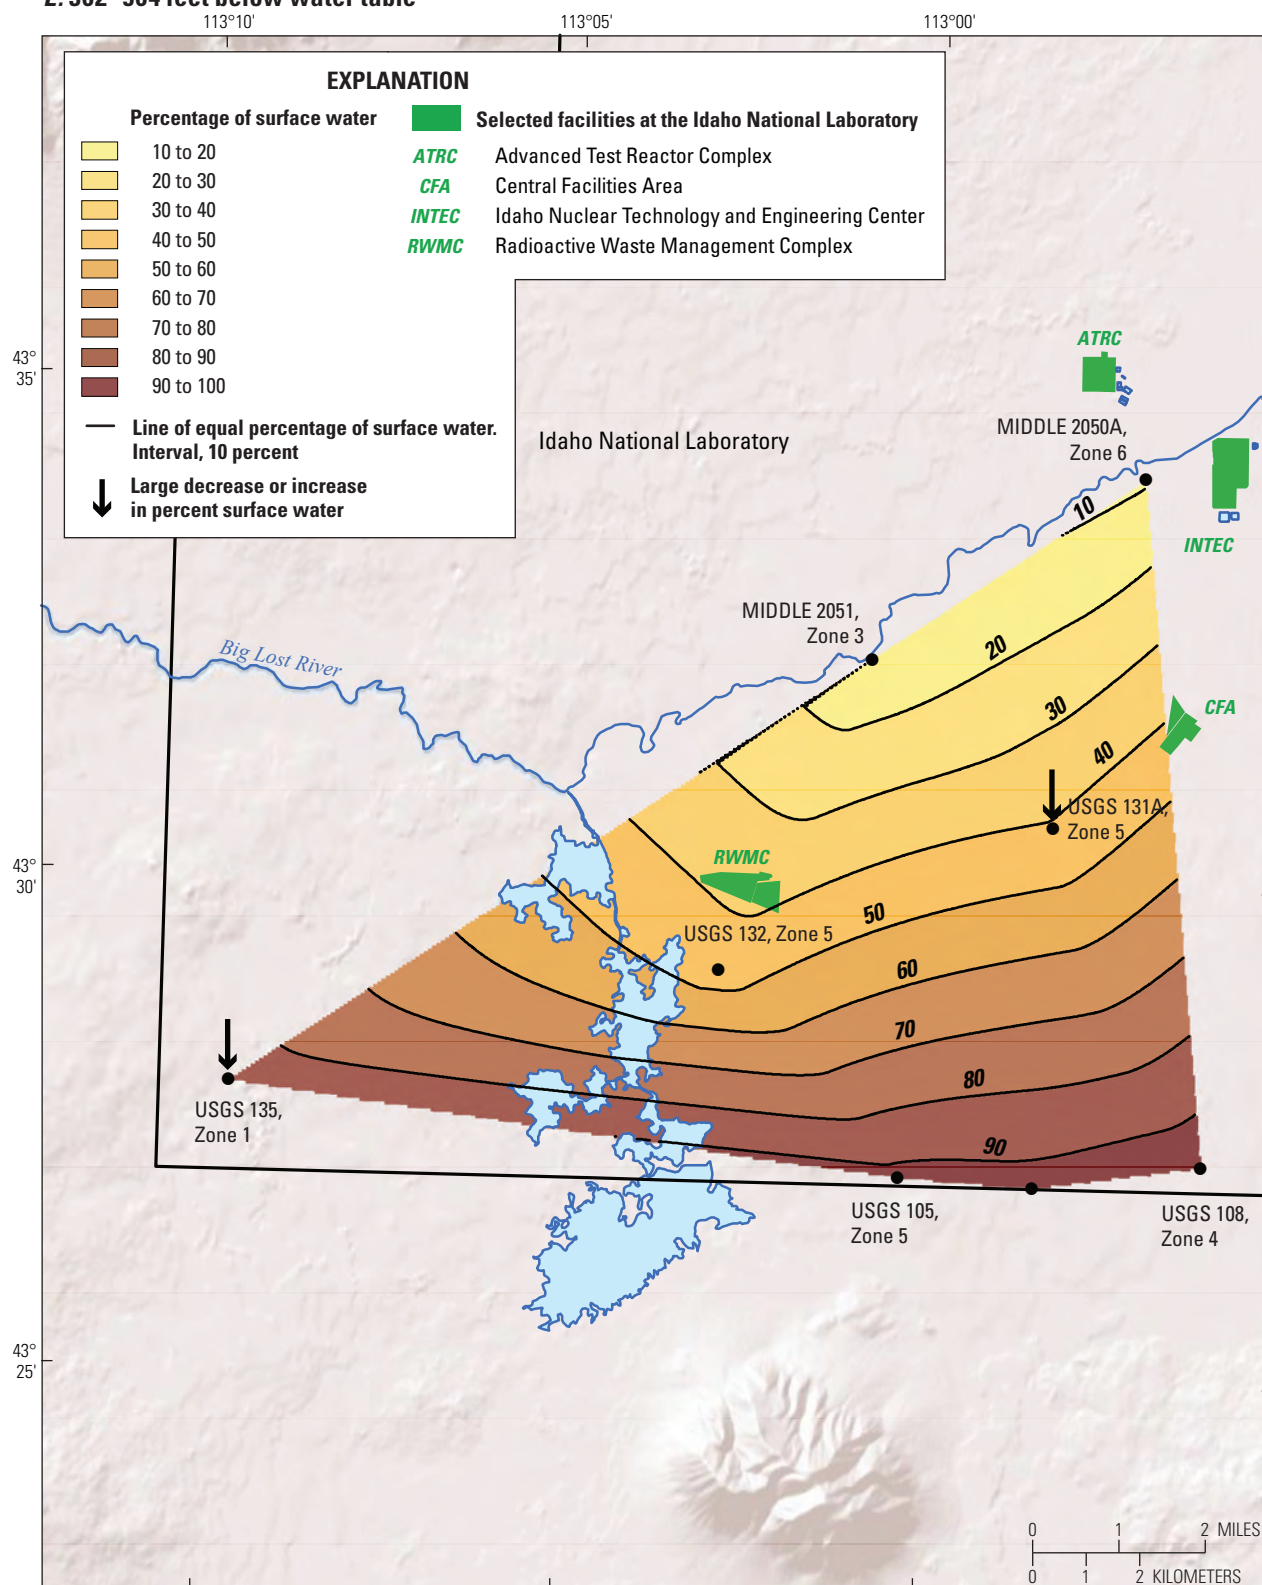 E. 302–504 feet below water table
113°10' 113°05' 113°00'
EXPLANATION
Percentage of surface water
10 to 20
20 to 30
30 to 40
40 to 50
50 to 60
60 to 70
70 to 80
80 to 90
90 to 100
Line of equal percentage of surface water.
Interval, 10 percent
Large decrease or increase
in percent surface water
Selected facilities at the Idaho National Laboratory
ATRC Advanced Test Reactor Complex
CFA Central Facilities Area
INTEC Idaho Nuclear Technology and Engineering Center
RWMC Radioactive Waste Management Complex
43°
35'
ATRC
MIDDLE 2050A,
Zone 6
Idaho National Laboratory
10
INTEC
MIDDLE 2051,
Zone 3
Big Lost River
20
30
CFA
40
USGS 131A,
Zone 5
43°
30'
RWMC
50
USGS 132, Zone 5
60
70
80
USGS 135,
Zone 1
90
USGS 105,
Zone 5
USGS 108,
Zone 4
43°
25'
0 1 2 MILES
0 1 2 KILOMETERS